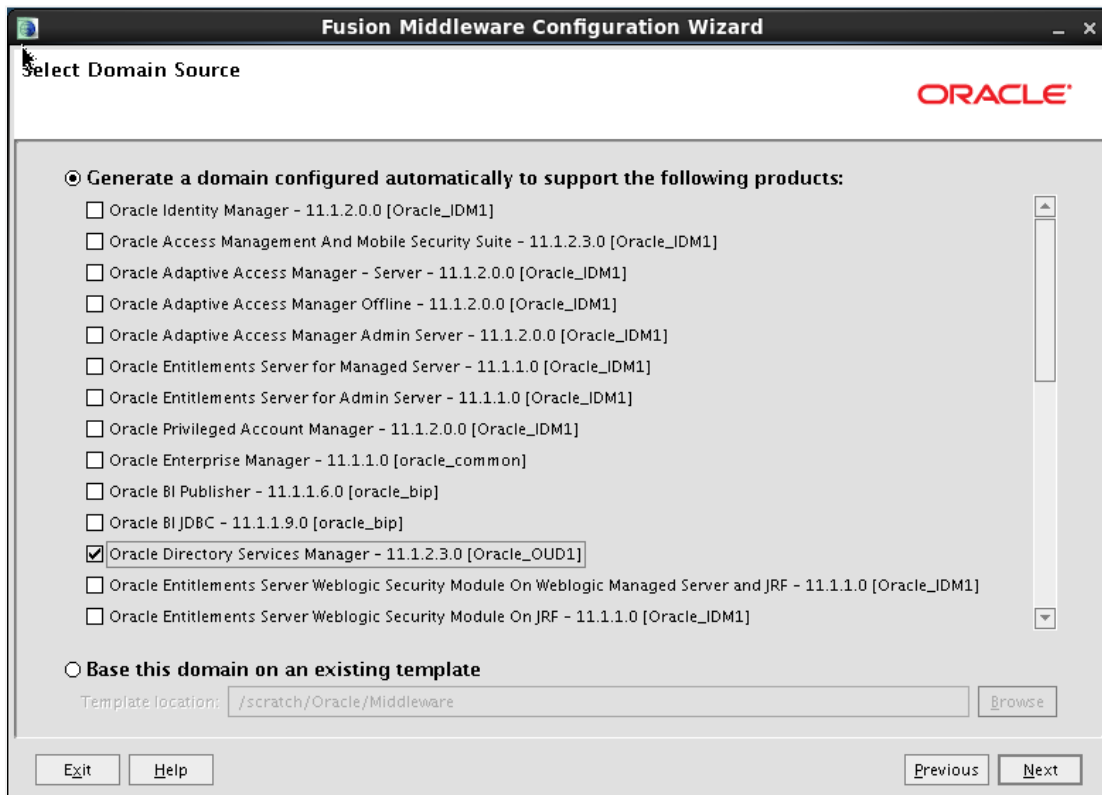 Fusion Middleware Configuration Wizard
Select Domain Source
ORACLE
Generate a domain configured automatically to support the following products:
Oracle Identity Manager - 11.1.2.0.0 [Oracle_IDM1]
Oracle Access Management And Mobile Security Suite - 11.1.2.3.0 [Oracle_IDM1]
Oracle Adaptive Access Manager - Server - 11.1.2.0.0 [Oracle_IDM1]
Oracle Adaptive Access Manager Offline - 11.1.2.0.0 [Oracle_IDM1]
Oracle Adaptive Access Manager Admin Server - 11.1.2.0.0 [Oracle_IDM1]
Oracle Entitlements Server for Managed Server - 11.1.1.0 [Oracle_IDM1]
Oracle Entitlements Server for Admin Server - 11.1.1.0 [Oracle_IDM1]
Oracle Privileged Account Manager - 11.1.2.0.0 [Oracle_IDM1]
Oracle Enterprise Manager - 11.1.1.0 [oracle_common]
Oracle BI Publisher - 11.1.1.6.0 [oracle_bip]
Oracle BI JDBC - 11.1.1.9.0 [oracle_bip]
Oracle Directory Services Manager - 11.1.2.3.0 [Oracle_OUD1]
Oracle Entitlements Server Weblogic Security Module On Weblogic Managed Server and JRF - 11.1.1.0 [Oracle_IDM1]
Oracle Entitlements Server Weblogic Security Module On JRF - 11.1.1.0 [Oracle_IDM1]
Base this domain on an existing template
Template location: /scratch/Oracle/Middleware Browse
Exit Help Previous Next